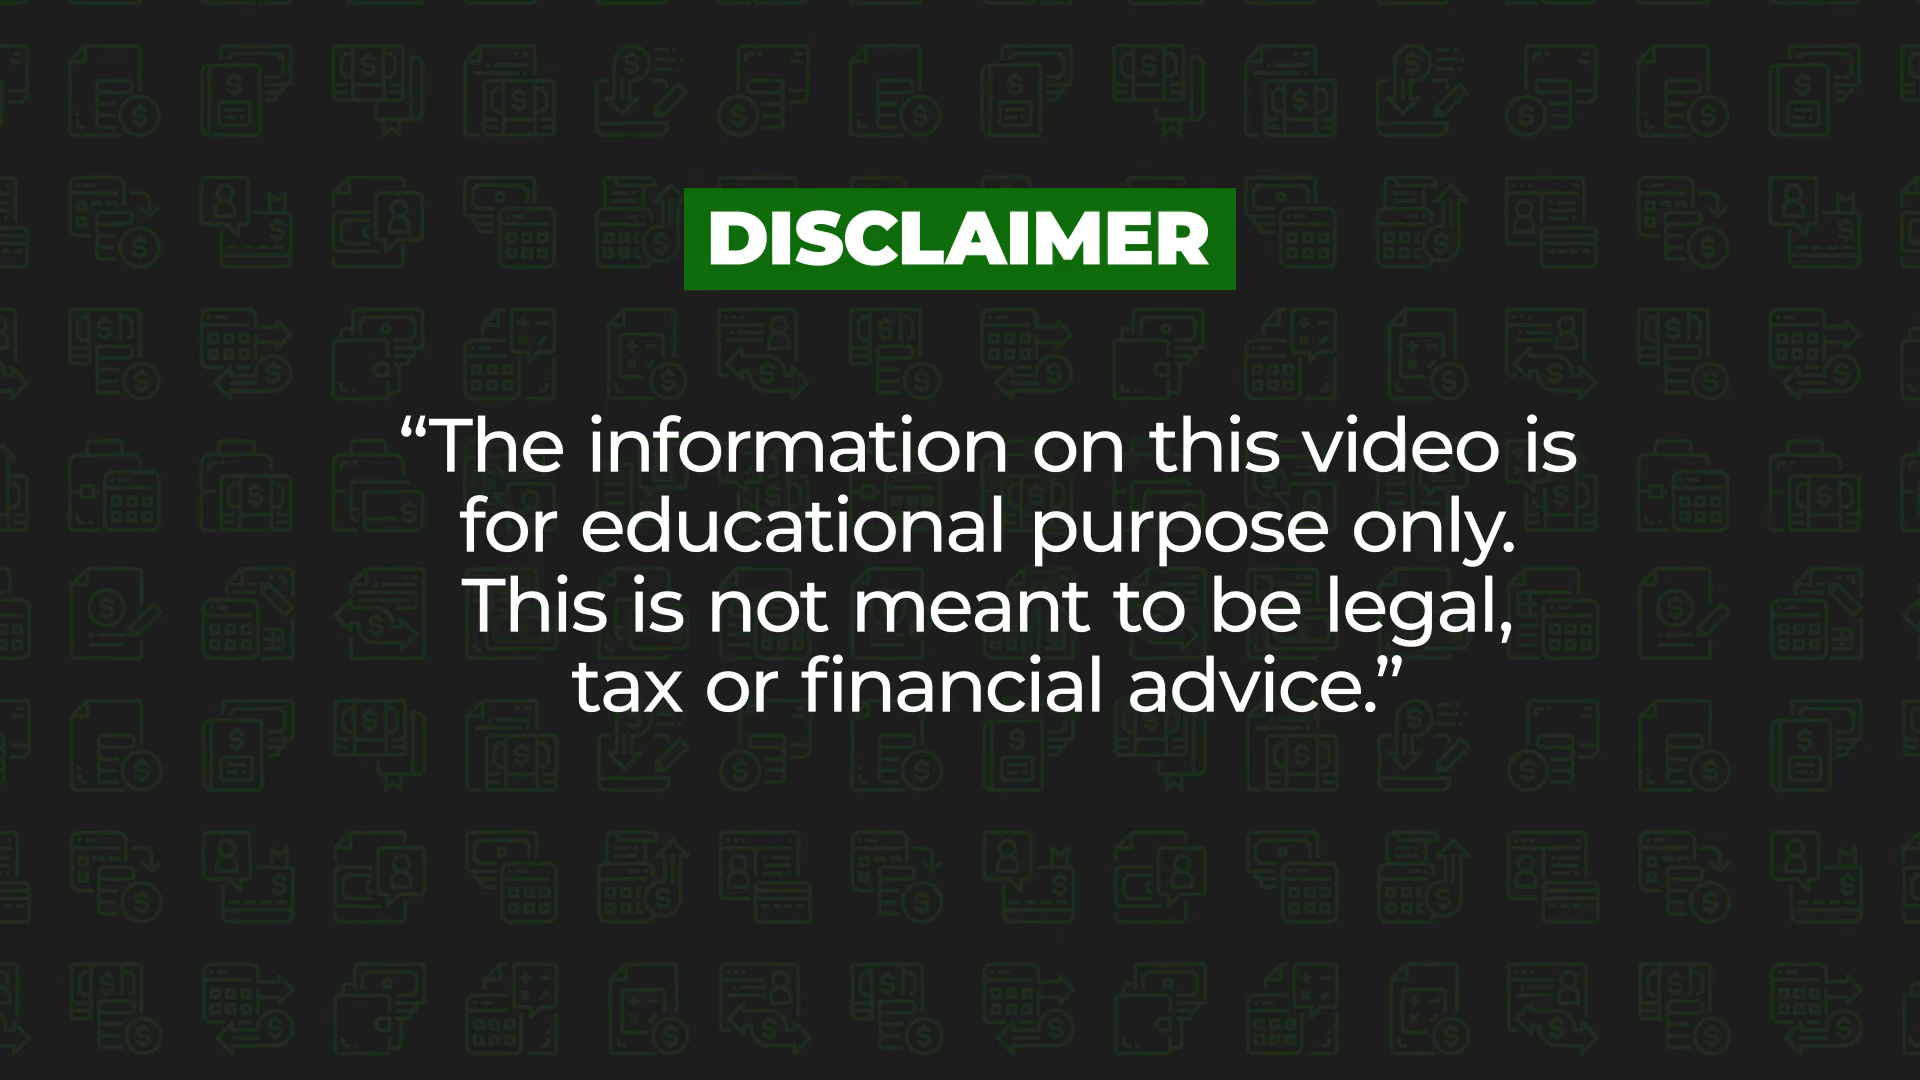 DISCLAIMER
“The information on this video is
for educational purpose only.
This is not meant to be legal,
tax or financial advice.”